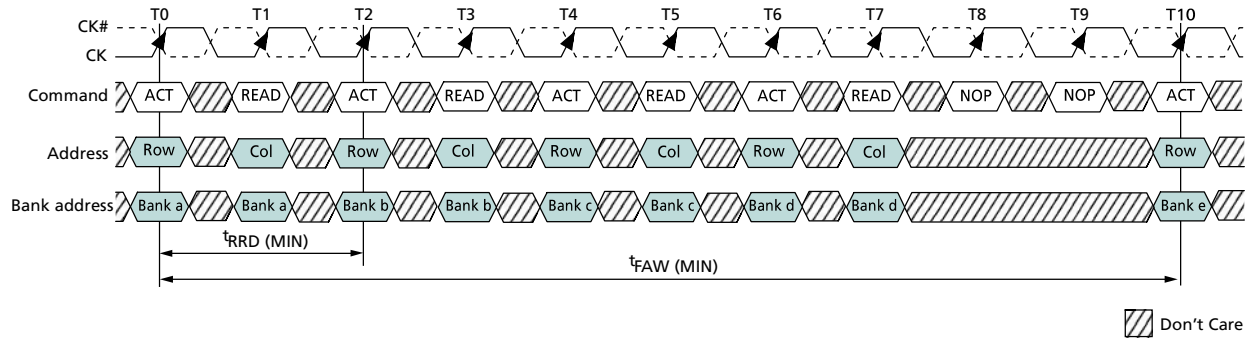 T0 T1 T2 T3 T4 T5 T6 T7 T8 T9 T10
CK#
CK
Command ACT READ ACT READ ACT READ ACT READ NOP NOP ACT
Address Row Col Row Col Row Col Row Col Row
Bank address Bank a Bank a Bank b Bank b Bank c Bank c Bank d Bank d Bank e
tRRD (MIN)
tFAW (MIN)
Don't Care